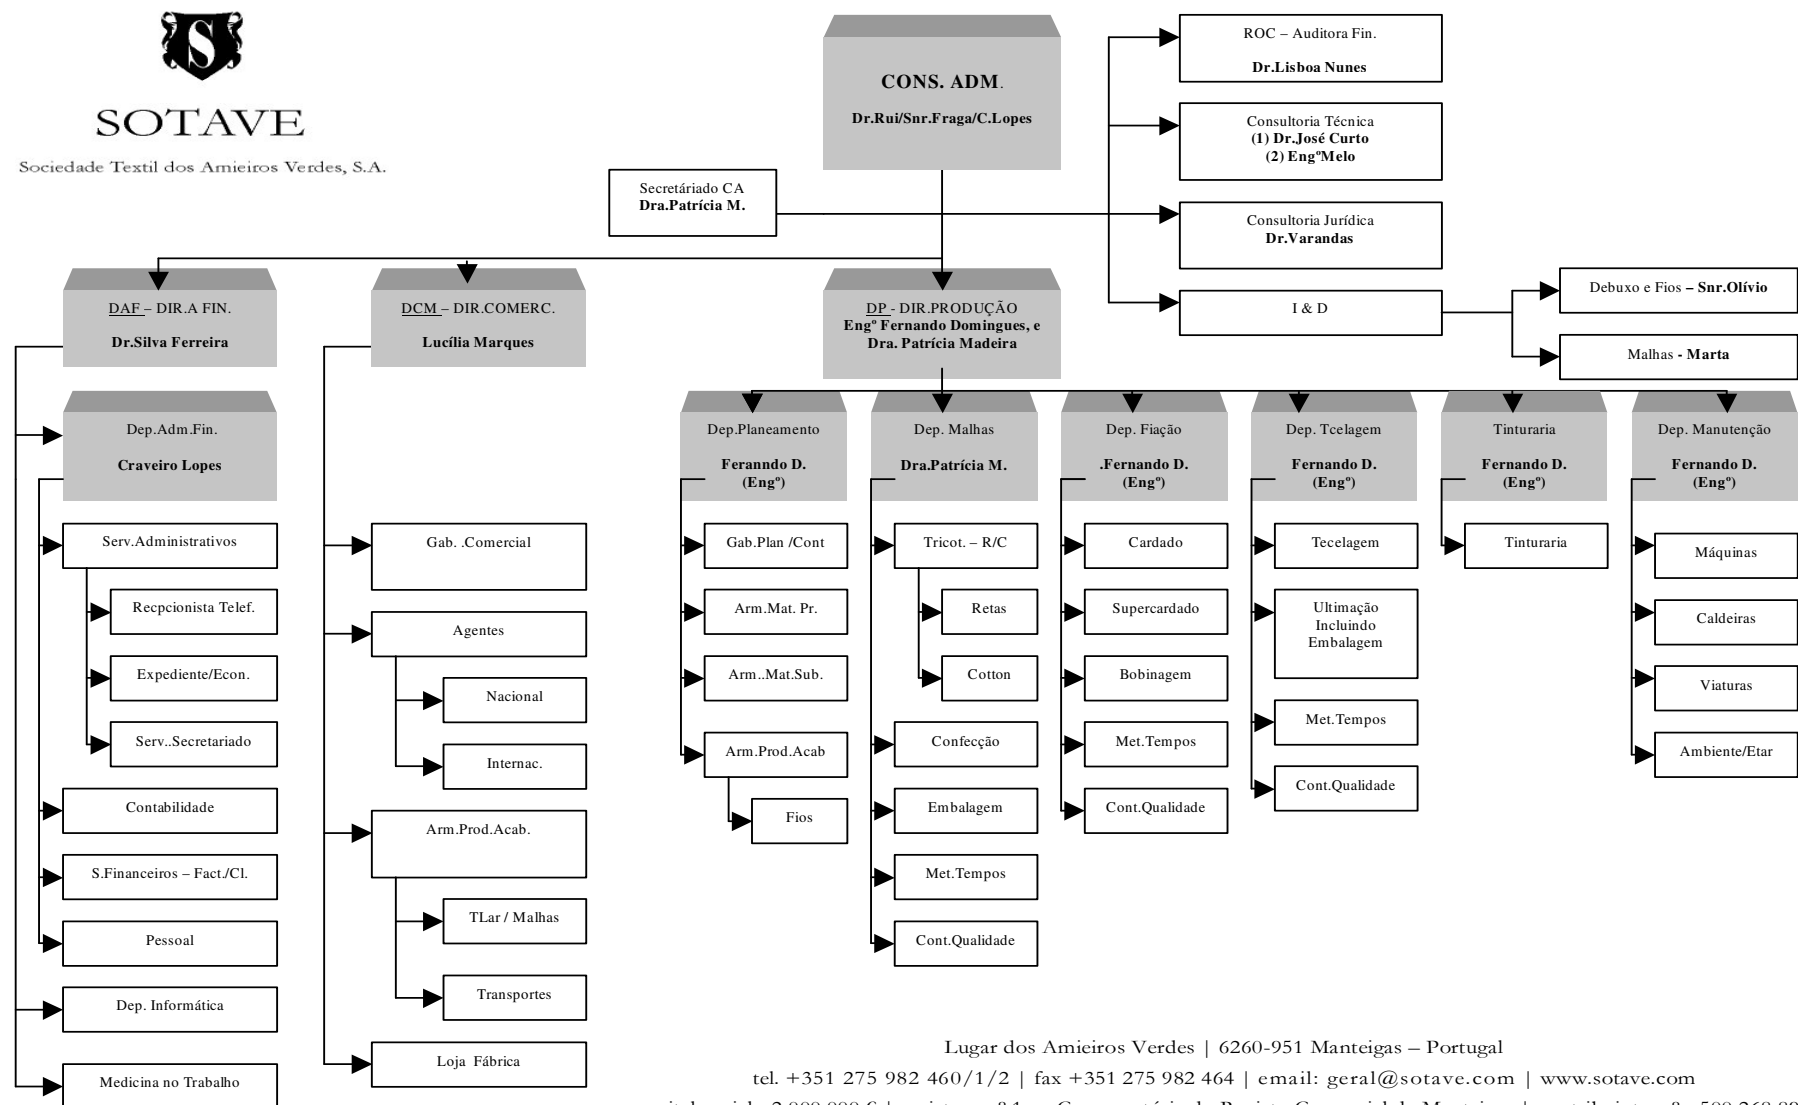 S
SOTAVE
Sociedade Textil dos Amieiros Verdes, S.A.
CONS. ADM.
Dr.Rui/Snr.Fraga/C.Lopes
ROC – Auditora Fin.
Dr.Lisboa Nunes
Consultoria Técnica
(1) Dr.José Curto
(2) EngºMelo
Secretáriado CA
Dra.Patrícia M.
Consultoria Jurídica
Dr.Varandas
I & D
Debuxo e Fios – Snr.Olívio
Malhas - Marta
DAF – DIR.A FIN.
Dr.Silva Ferreira
DCM – DIR.COMERC.
Lucília Marques
DP - DIR.PRODUÇÃO
Engº Fernando Domingues, e
Dra. Patrícia Madeira
Dep.Adm.Fin.
Craveiro Lopes
Serv.Administrativos
Recpcionista Telef.
Expediente/Econ.
Serv..Secretariado
Contabilidade
S.Financeiros – Fact./Cl.
Pessoal
Dep. Informática
Medicina no Trabalho
Gab. .Comercial
Agentes
Nacional
Internac.
Arm.Prod.Acab.
TLar / Malhas
Transportes
Loja Fábrica
Dep.Planeamento
Feranndo D.
(Engº)
Gab.Plan /Cont
Arm.Mat. Pr.
Arm..Mat.Sub.
Arm.Prod.Acab
Fios
Dep. Malhas
Dra.Patrícia M.
Tricot. – R/C
Retas
Cotton
Confecção
Embalagem
Met.Tempos
Cont.Qualidade
Dep. Fiação
.Fernando D.
(Engº)
Cardado
Supercardado
Bobinagem
Met.Tempos
Cont.Qualidade
Dep. Tcelagem
Fernando D.
(Engº)
Tecelagem
Ultimação
Incluindo
Embalagem
Met.Tempos
Cont.Qualidade
Tinturaria
Fernando D.
(Engº)
Tinturaria
Dep. Manutenção
Fernando D.
(Engº)
Máquinas
Caldeiras
Viaturas
Ambiente/Etar
Lugar dos Amieiros Verdes | 6260-951 Manteigas – Portugal
tel. +351 275 982 460/1/2 | fax +351 275 982 464 | email: geral@sotave.com | www.sotave.com